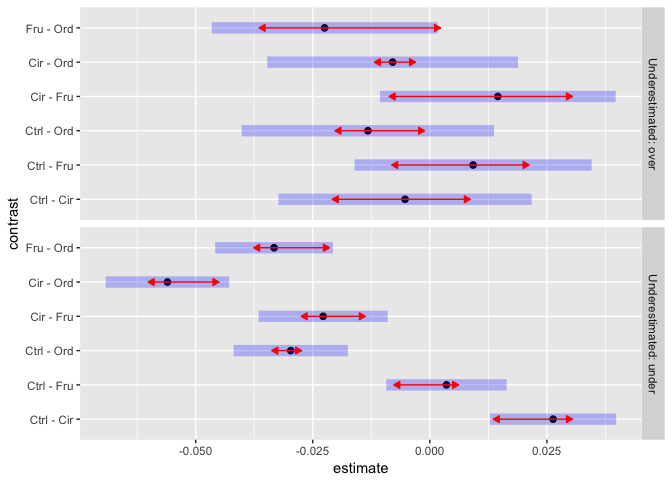 Fru - Ord
Cir - Ord
Cir - Fru
Ctrl - Ord
Ctrl - Fru
Ctrl - Cir
Underestimated: over
Fru - Ord
Cir - Ord
Cir - Fru
Ctrl - Ord
Ctrl - Fru
Ctrl - Cir
Underestimated: under
contrast
-0.050 -0.025 0.000 0.025
estimate